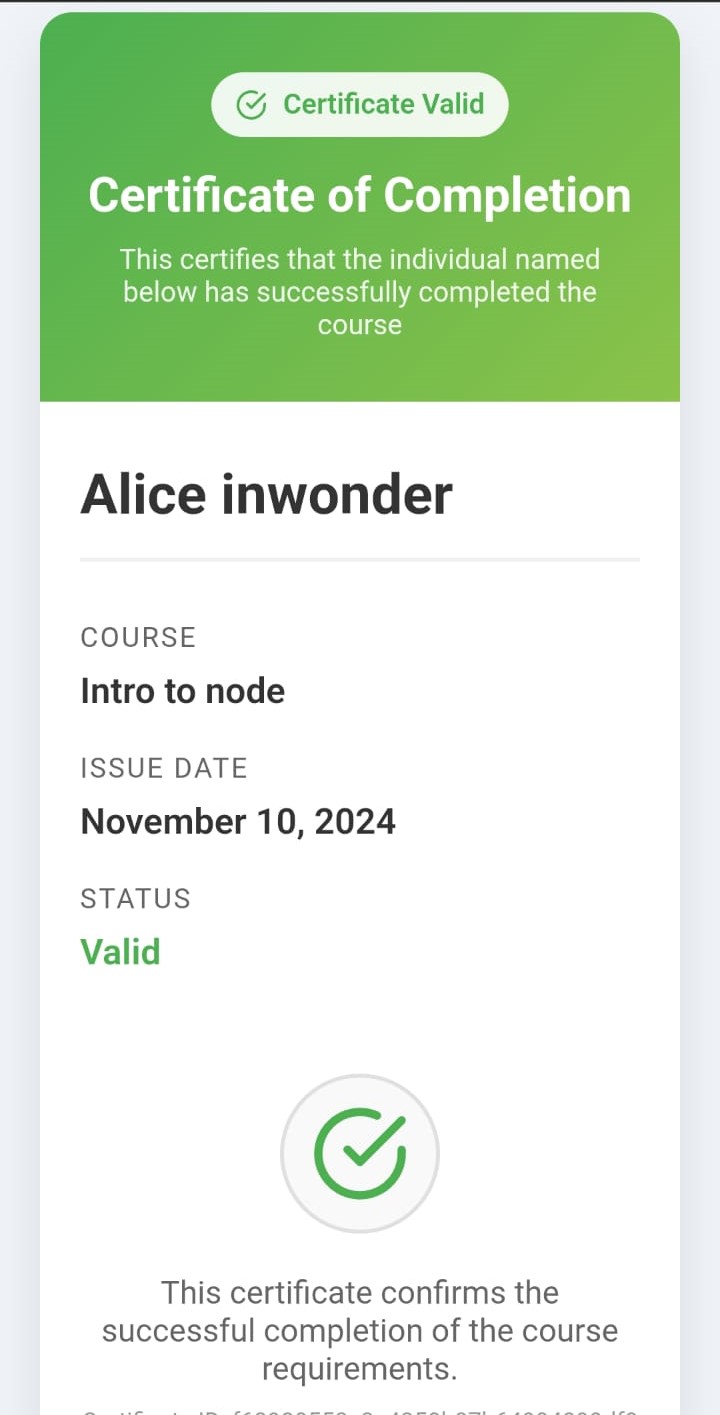 Certificate Valid
Certificate of Completion
This certifies that the individual named
below has successfully completed the
course
Alice inwonder
COURSE
Intro to node
ISSUE DATE
November 10, 2024
STATUS
Valid
This certificate confirms the
successful completion of the course
requirements.